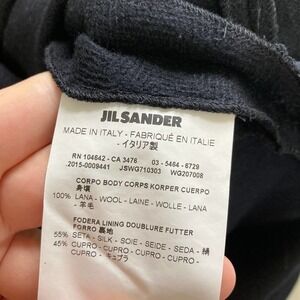 JIL SANDER
MADE IN ITALY - FABRIQUÉ EN ITALIE
- イタリア製
RN 104642 - CA 3476 03 - 5464 - 6729
.2015-0009441 JSWG710303 WG207008
CORPO BODY CORPS KORPER CUERPO
身頃
100% LANA - WOOL - LAINE - WOLLE - LANA
- 羊毛
FODERA LINING DOUBLURE FUTTER
FORRO 裏地
55% SETA - SILK - SOIE - SEIDE - SEDA - 絹
45% CUPRO - CUPRO - CUPRO - CUPRO -
CUPRO - キュプラ